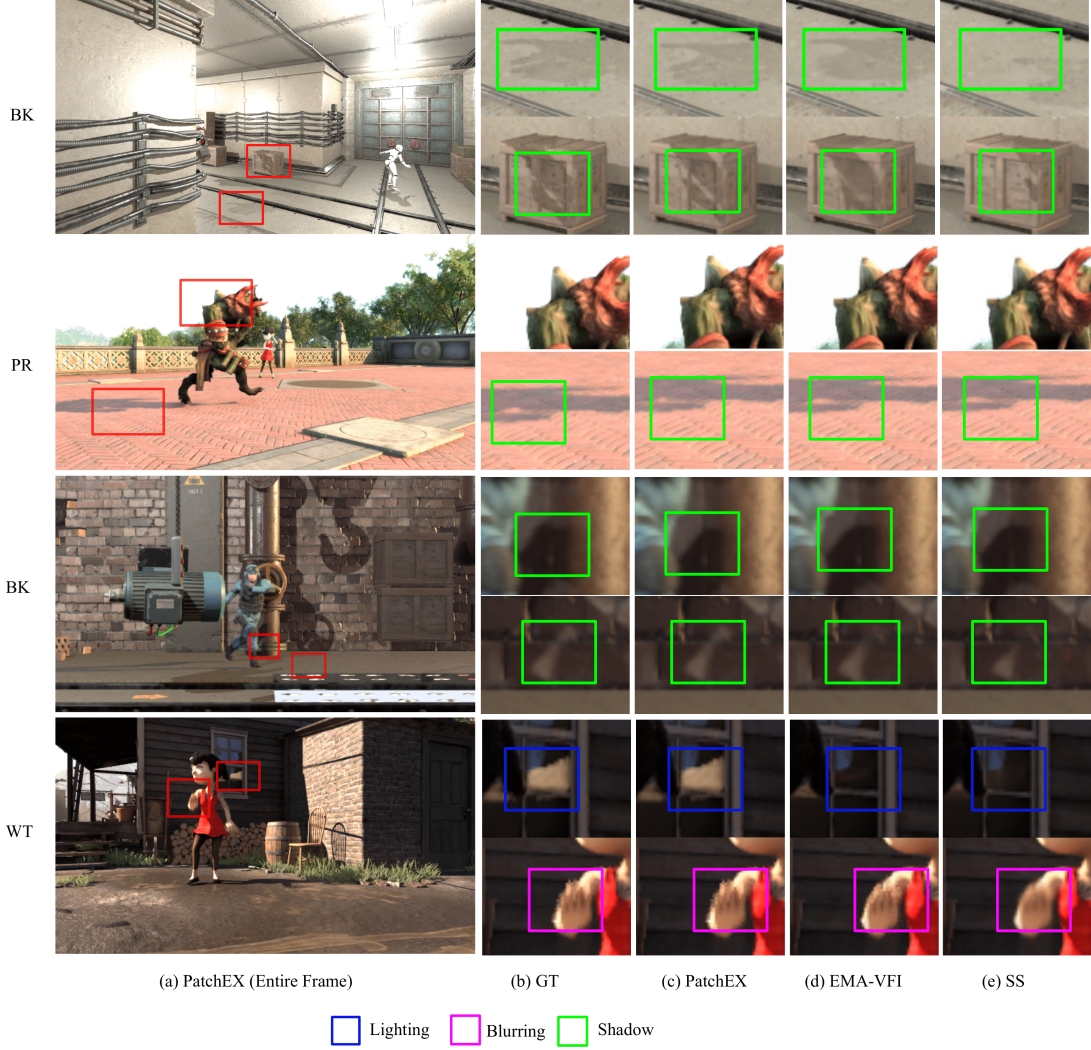 BK
PR
BK
WT
(a) PatchEX (Entire Frame)
(b) GT
(c) PatchEX
(d) EMA-VFI
(e) SS
Lighting
Blurring
Shadow